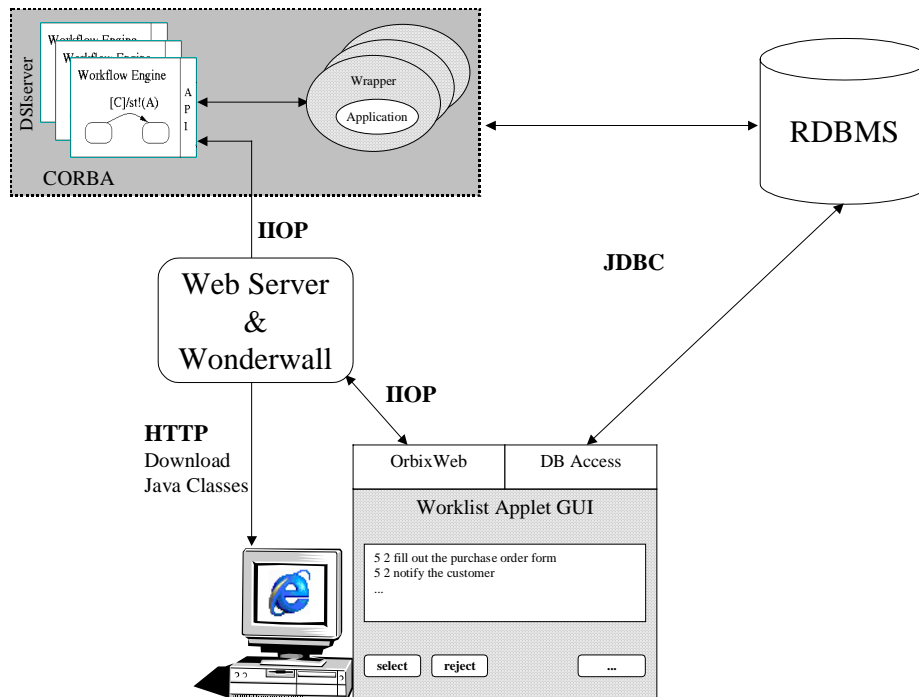 Workflow Engine
Workflow Engine
Workflow Engine
[C]/st!(A)
A
P
I
DSIserver
CORBA
Wrapper
Application
RDBMS
IIOP
JDBC
Web Server
&
Wonderwall
IIOP
HTTP
Download
Java Classes
OrbixWeb
DB Access
Worklist Applet GUI
5 2 fill out the purchase order form
5 2 notify the customer
...
select
reject
...